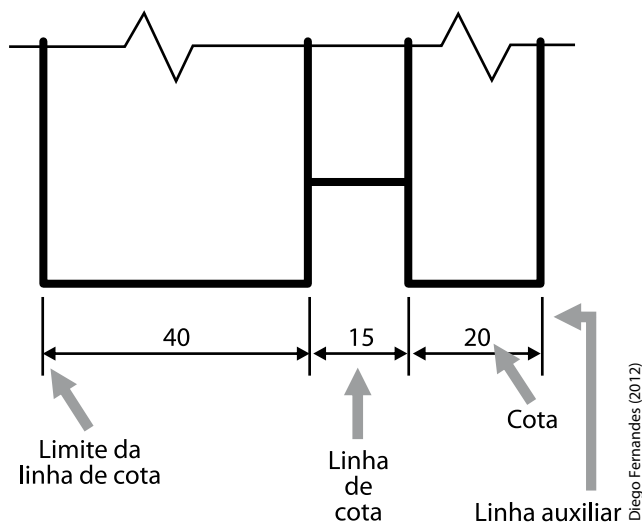 40
15
20
Limite da
linha de cota
Linha
de
cota
Cota
Linha auxiliar
Diego Fernandes (2012)